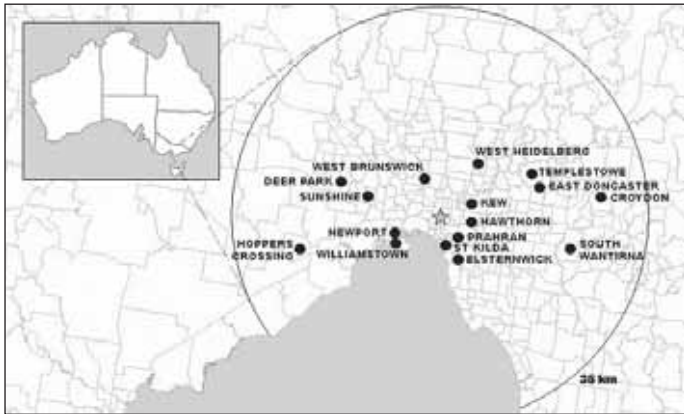 WEST HEIDELBERG
WEST BRUNSWICK
TEMPLESTOWE
DEER PARK
EAST DONCASTER
SUNSHINE
CROYDON
KEW
HAWTHORN
NEWPORT
PRAHRAN
HOPPERS
CROSSING
WILLIAMSTOWN
ST KILDA
SOUTH
WANTIRNA
ELSTERNWICK
35 km